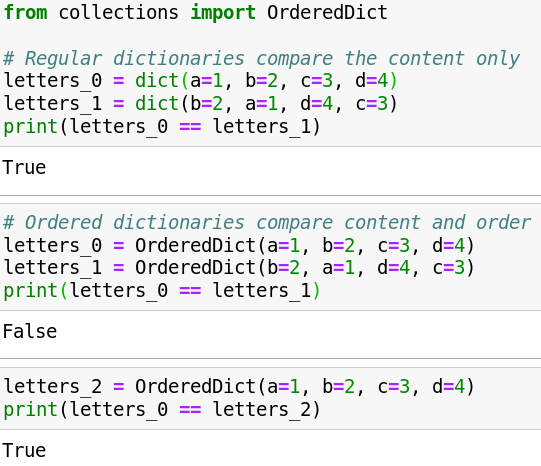 from collections import OrderedDict
# Regular dictionaries compare the content only
letters_0 = dict(a=1, b=2, c=3, d=4)
letters_1 = dict(b=2, a=1, d=4, c=3)
print(letters_0 == letters_1)
True
# Ordered dictionaries compare content and order
letters_0 = OrderedDict(a=1, b=2, c=3, d=4)
letters_1 = OrderedDict(b=2, a=1, d=4, c=3)
print(letters_0 == letters_1)
False
letters_2 = OrderedDict(a=1, b=2, c=3, d=4)
print(letters_0 == letters_2)
True